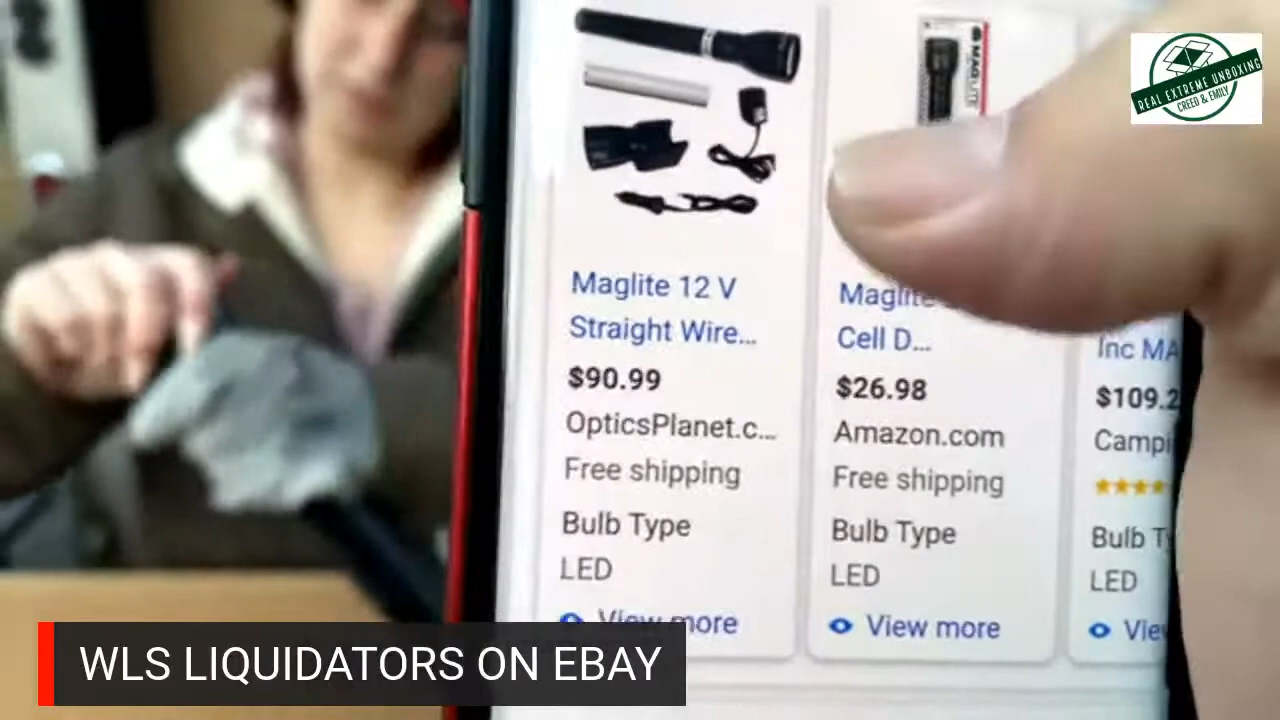 REAL EXTREME UNBOXING
CREED & EMILY
MAGLITE
Maglite 12 V
Straight Wire...
$90.99
OpticsPlanet.c...
Free shipping
Bulb Type
LED
View more
Maglite
Cell D...
$26.98
Amazon.com
Free shipping
Bulb Type
LED
View more
Inc MA
$109.2
Campi
Bulb T
LED
Vie
WLS LIQUIDATORS ON EBAY